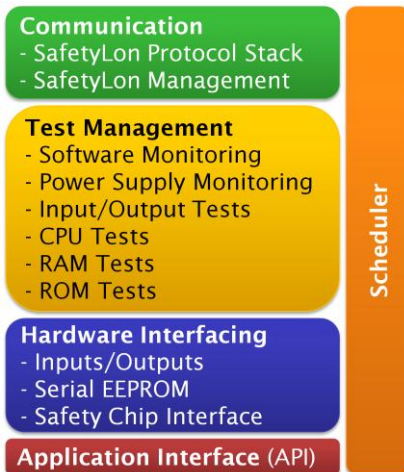 Communication
- SafetyLon Protocol Stack
- SafetyLon Management
Test Management
- Software Monitoring
- Power Supply Monitoring
- Input/Output Tests
- CPU Tests
- RAM Tests
- ROM Tests
Hardware Interfacing
- Inputs/Outputs
- Serial EEPROM
- Safety Chip Interface
Application Interface (API)
Scheduler